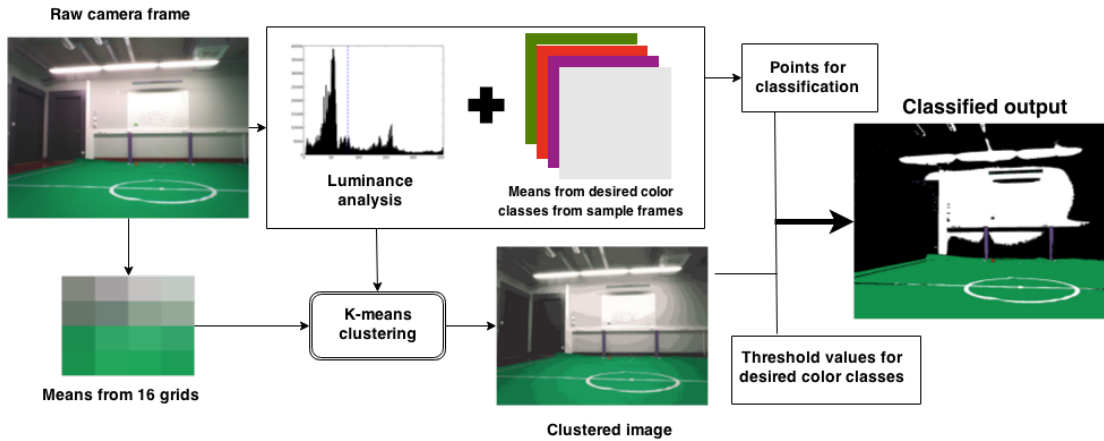 Raw camera frame
Luminance
analysis
Means from desired color
classes from sample frames
Points for
classification
Classified output
K-means
clustering
Means from 16 grids
Clustered image
Threshold values for
desired color classes